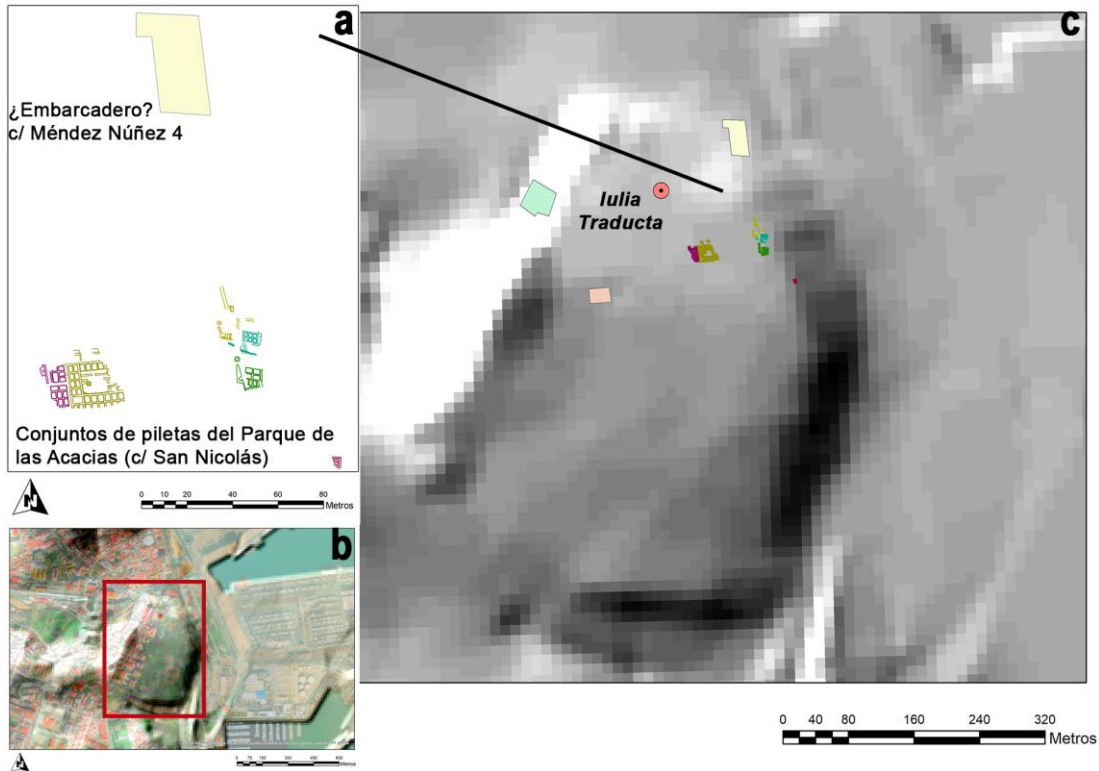 a
¿Embarcadero?
c/ Méndez Núñez 4
Conjuntos de piletas del Parque de
las Acacias (c/ San Nicolás)
N
0 10 20 40 60 80
Metros
b
N
Metros
c
Iulia
Traducta
0 40 80 160 240 320
Metros